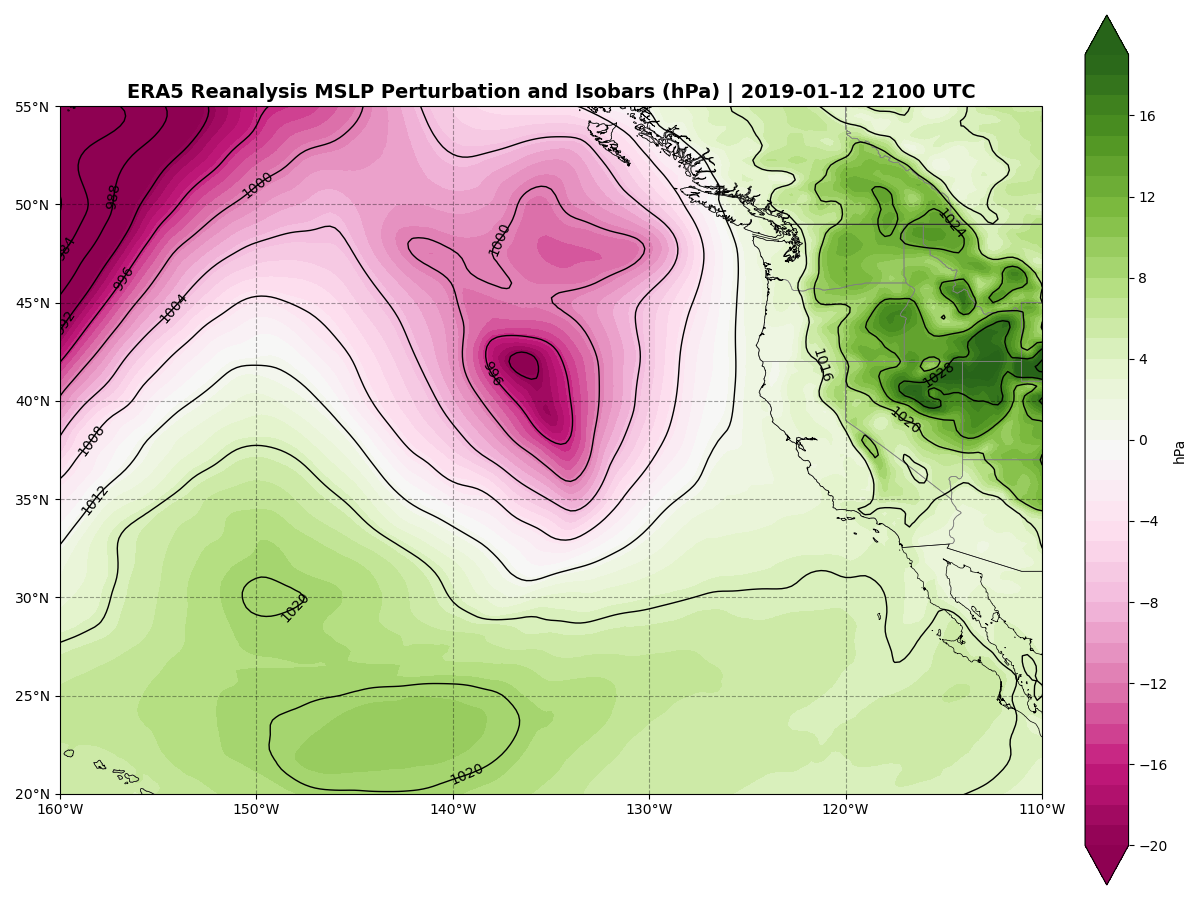 ERA5 Reanalysis MSLP Perturbation and Isobars (hPa) | 2019-01-12 2100 UTC
55°N
50°N
45°N
40°N
35°N
30°N
25°N
20°N
160°W
150°W
140°W
130°W
120°W
110°W
988
984
992
996
1000
1004
1008
1012
1000
996
1020
1020
1016
1020
1024
1028
16
12
8
4
0
−4
−8
−12
−16
−20
hPa